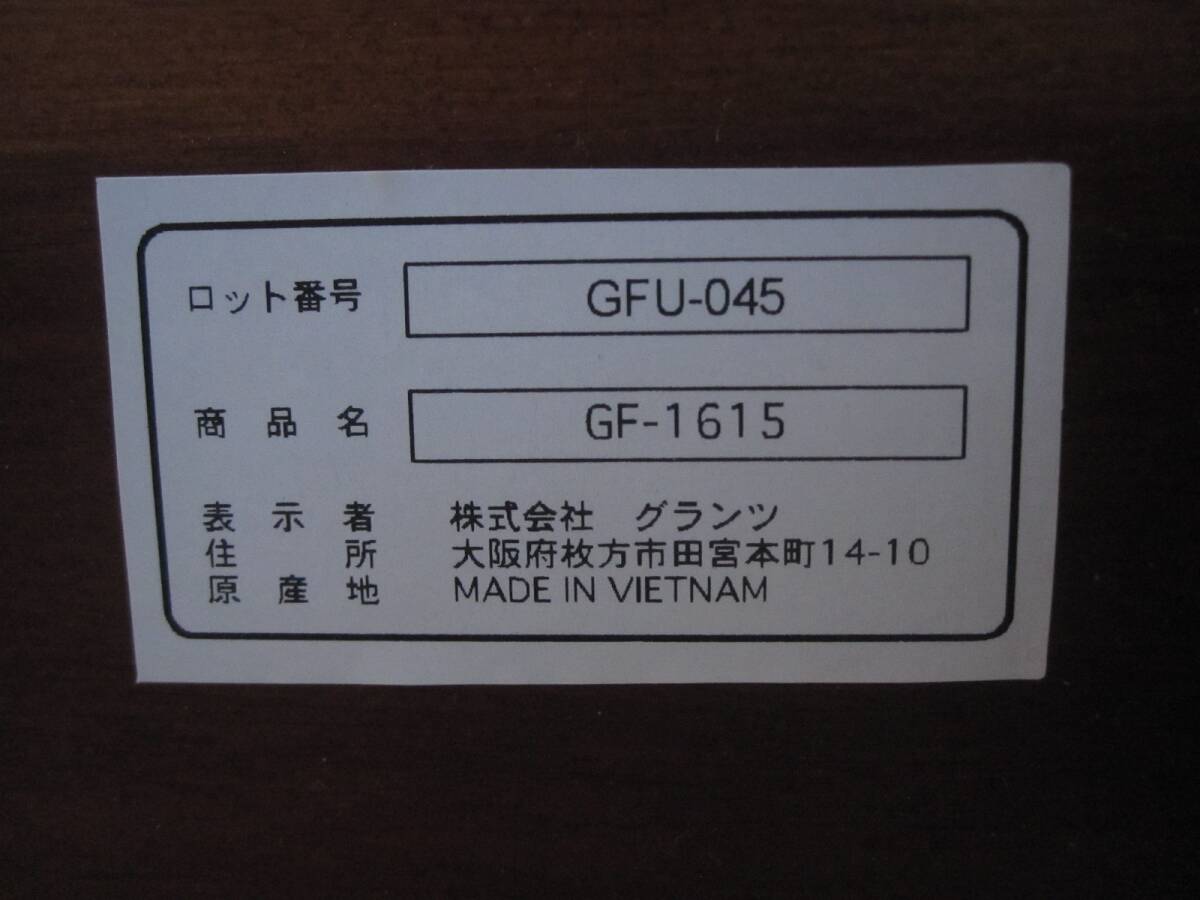 ロット番号 GFU-045
商品名 GF-1615
表示者 株式会社 グランツ
住所 大阪府枚方市田宮本町14-10
原産地 MADE IN VIETNAM